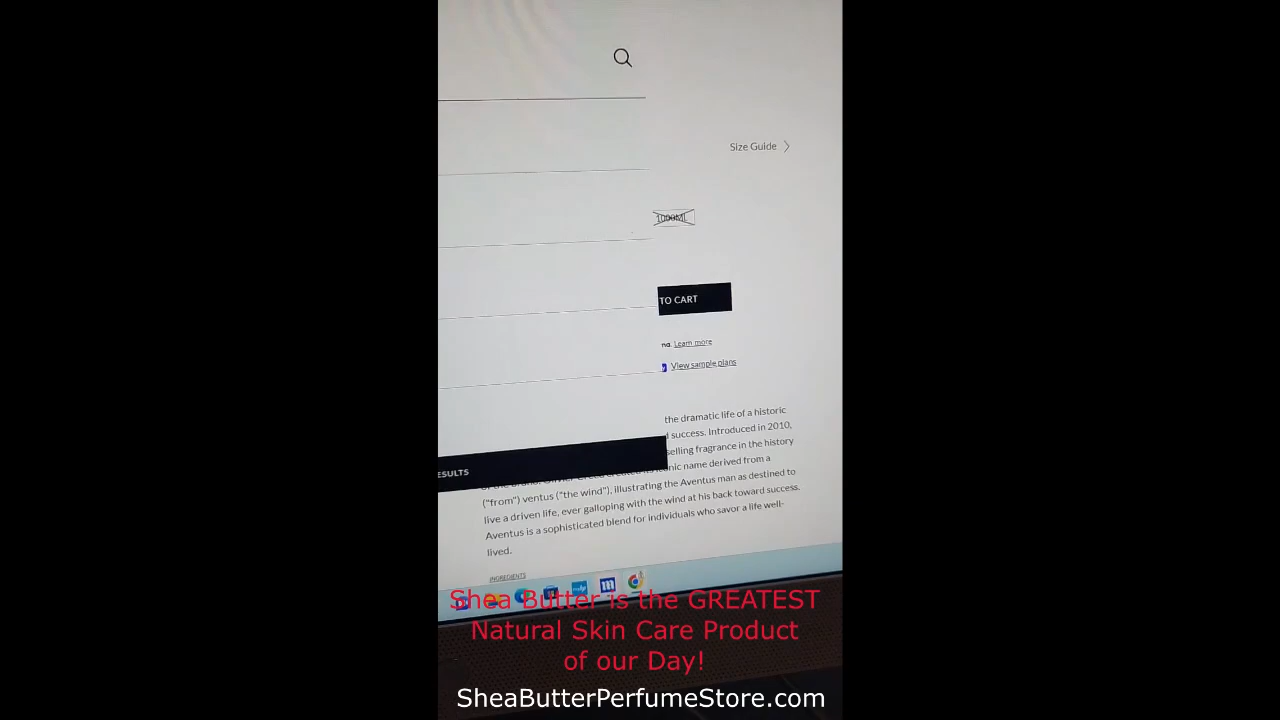 Size Guide
1000ML
TO CART
na. Learn more
View sample plans
the dramatic life of a historic
d success. Introduced in 2010,
selling fragrance in the history
iconic name derived from a
ESULTS
("from") ventus ("the wind"), illustrating the Aventus man as destined to
live a driven life, ever galloping with the wind at his back toward success.
Aventus is a sophisticated blend for individuals who savor a life well-
lived.
INGREDIENTS
Shea Butter is the GREATEST
Natural Skin Care Product
of our Day!
SheaButterPerfumeStore.com